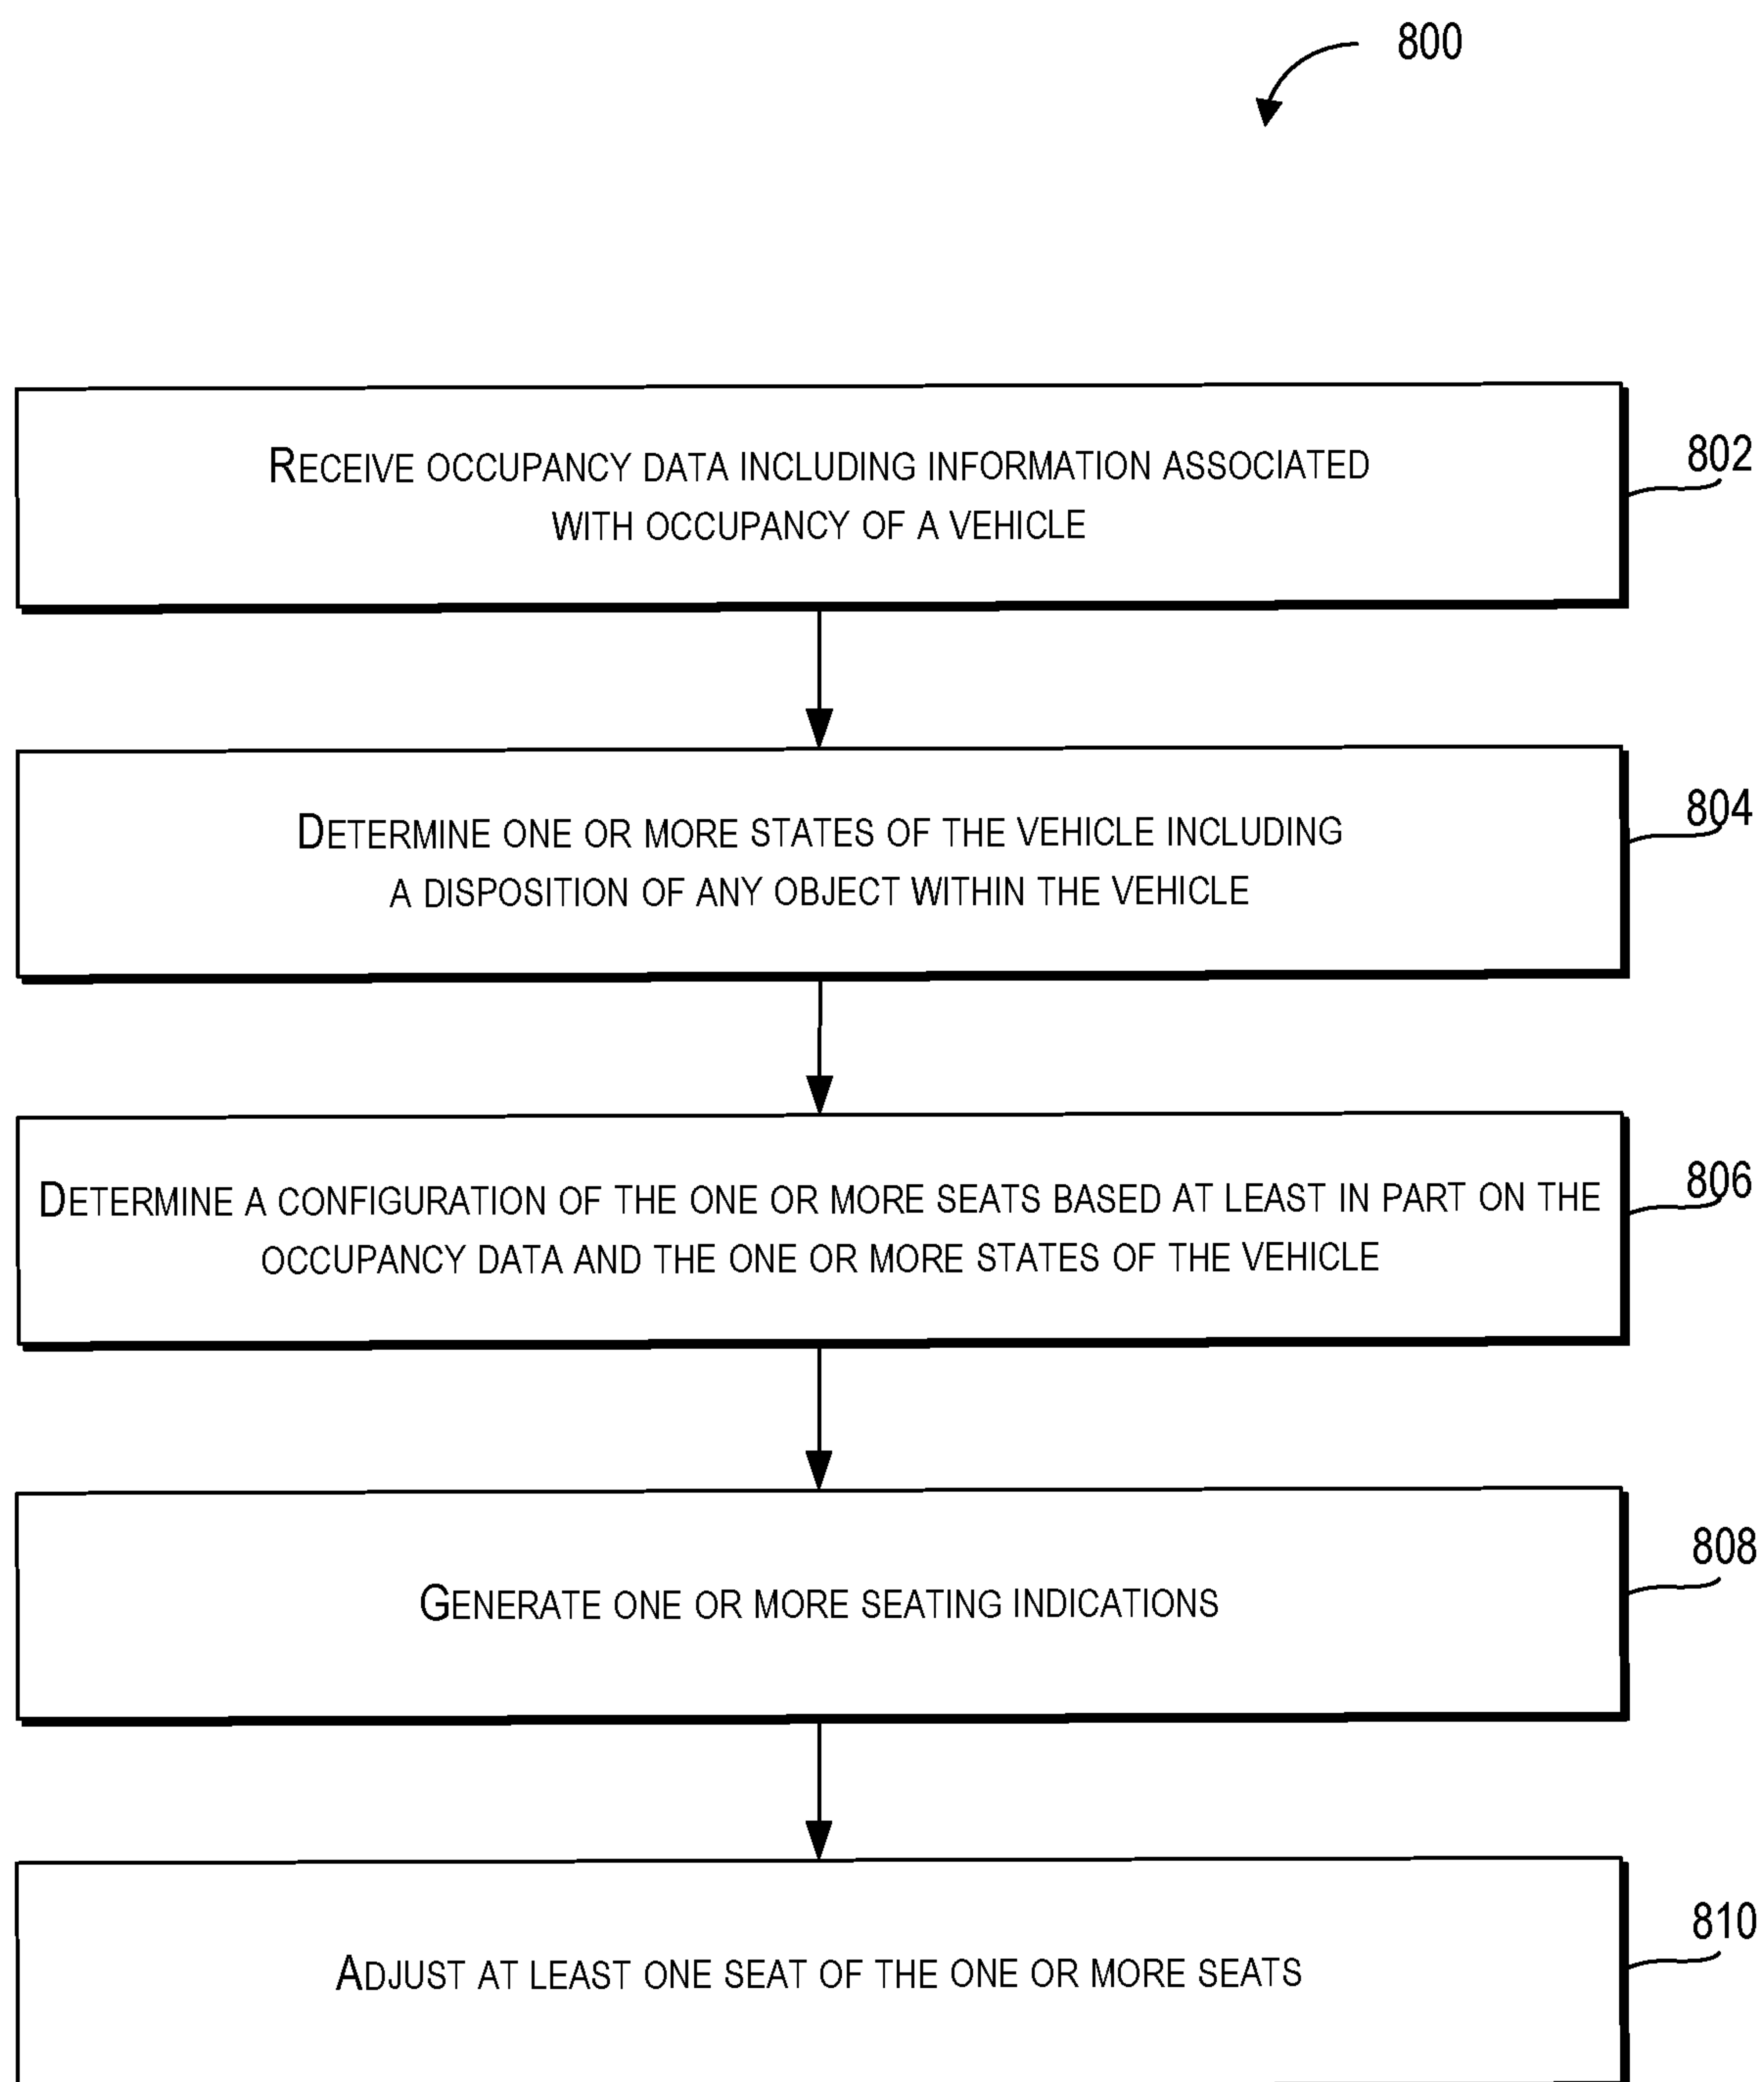 800
RECEIVE OCCUPANCY DATA INCLUDING INFORMATION ASSOCIATED
WITH OCCUPANCY OF A VEHICLE
802
DETERMINE ONE OR MORE STATES OF THE VEHICLE INCLUDING
A DISPOSITION OF ANY OBJECT WITHIN THE VEHICLE
804
DETERMINE A CONFIGURATION OF THE ONE OR MORE SEATS BASED AT LEAST IN PART ON THE
OCCUPANCY DATA AND THE ONE OR MORE STATES OF THE VEHICLE
806
GENERATE ONE OR MORE SEATING INDICATIONS
808
ADJUST AT LEAST ONE SEAT OF THE ONE OR MORE SEATS
810